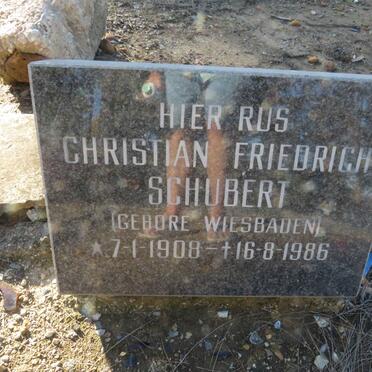 HIER RUS
CHRISTIAN FRIEDRICH
SCHUBERT
(GEBORE WIESBADEN)
★7-1-1908-+16-8-1986